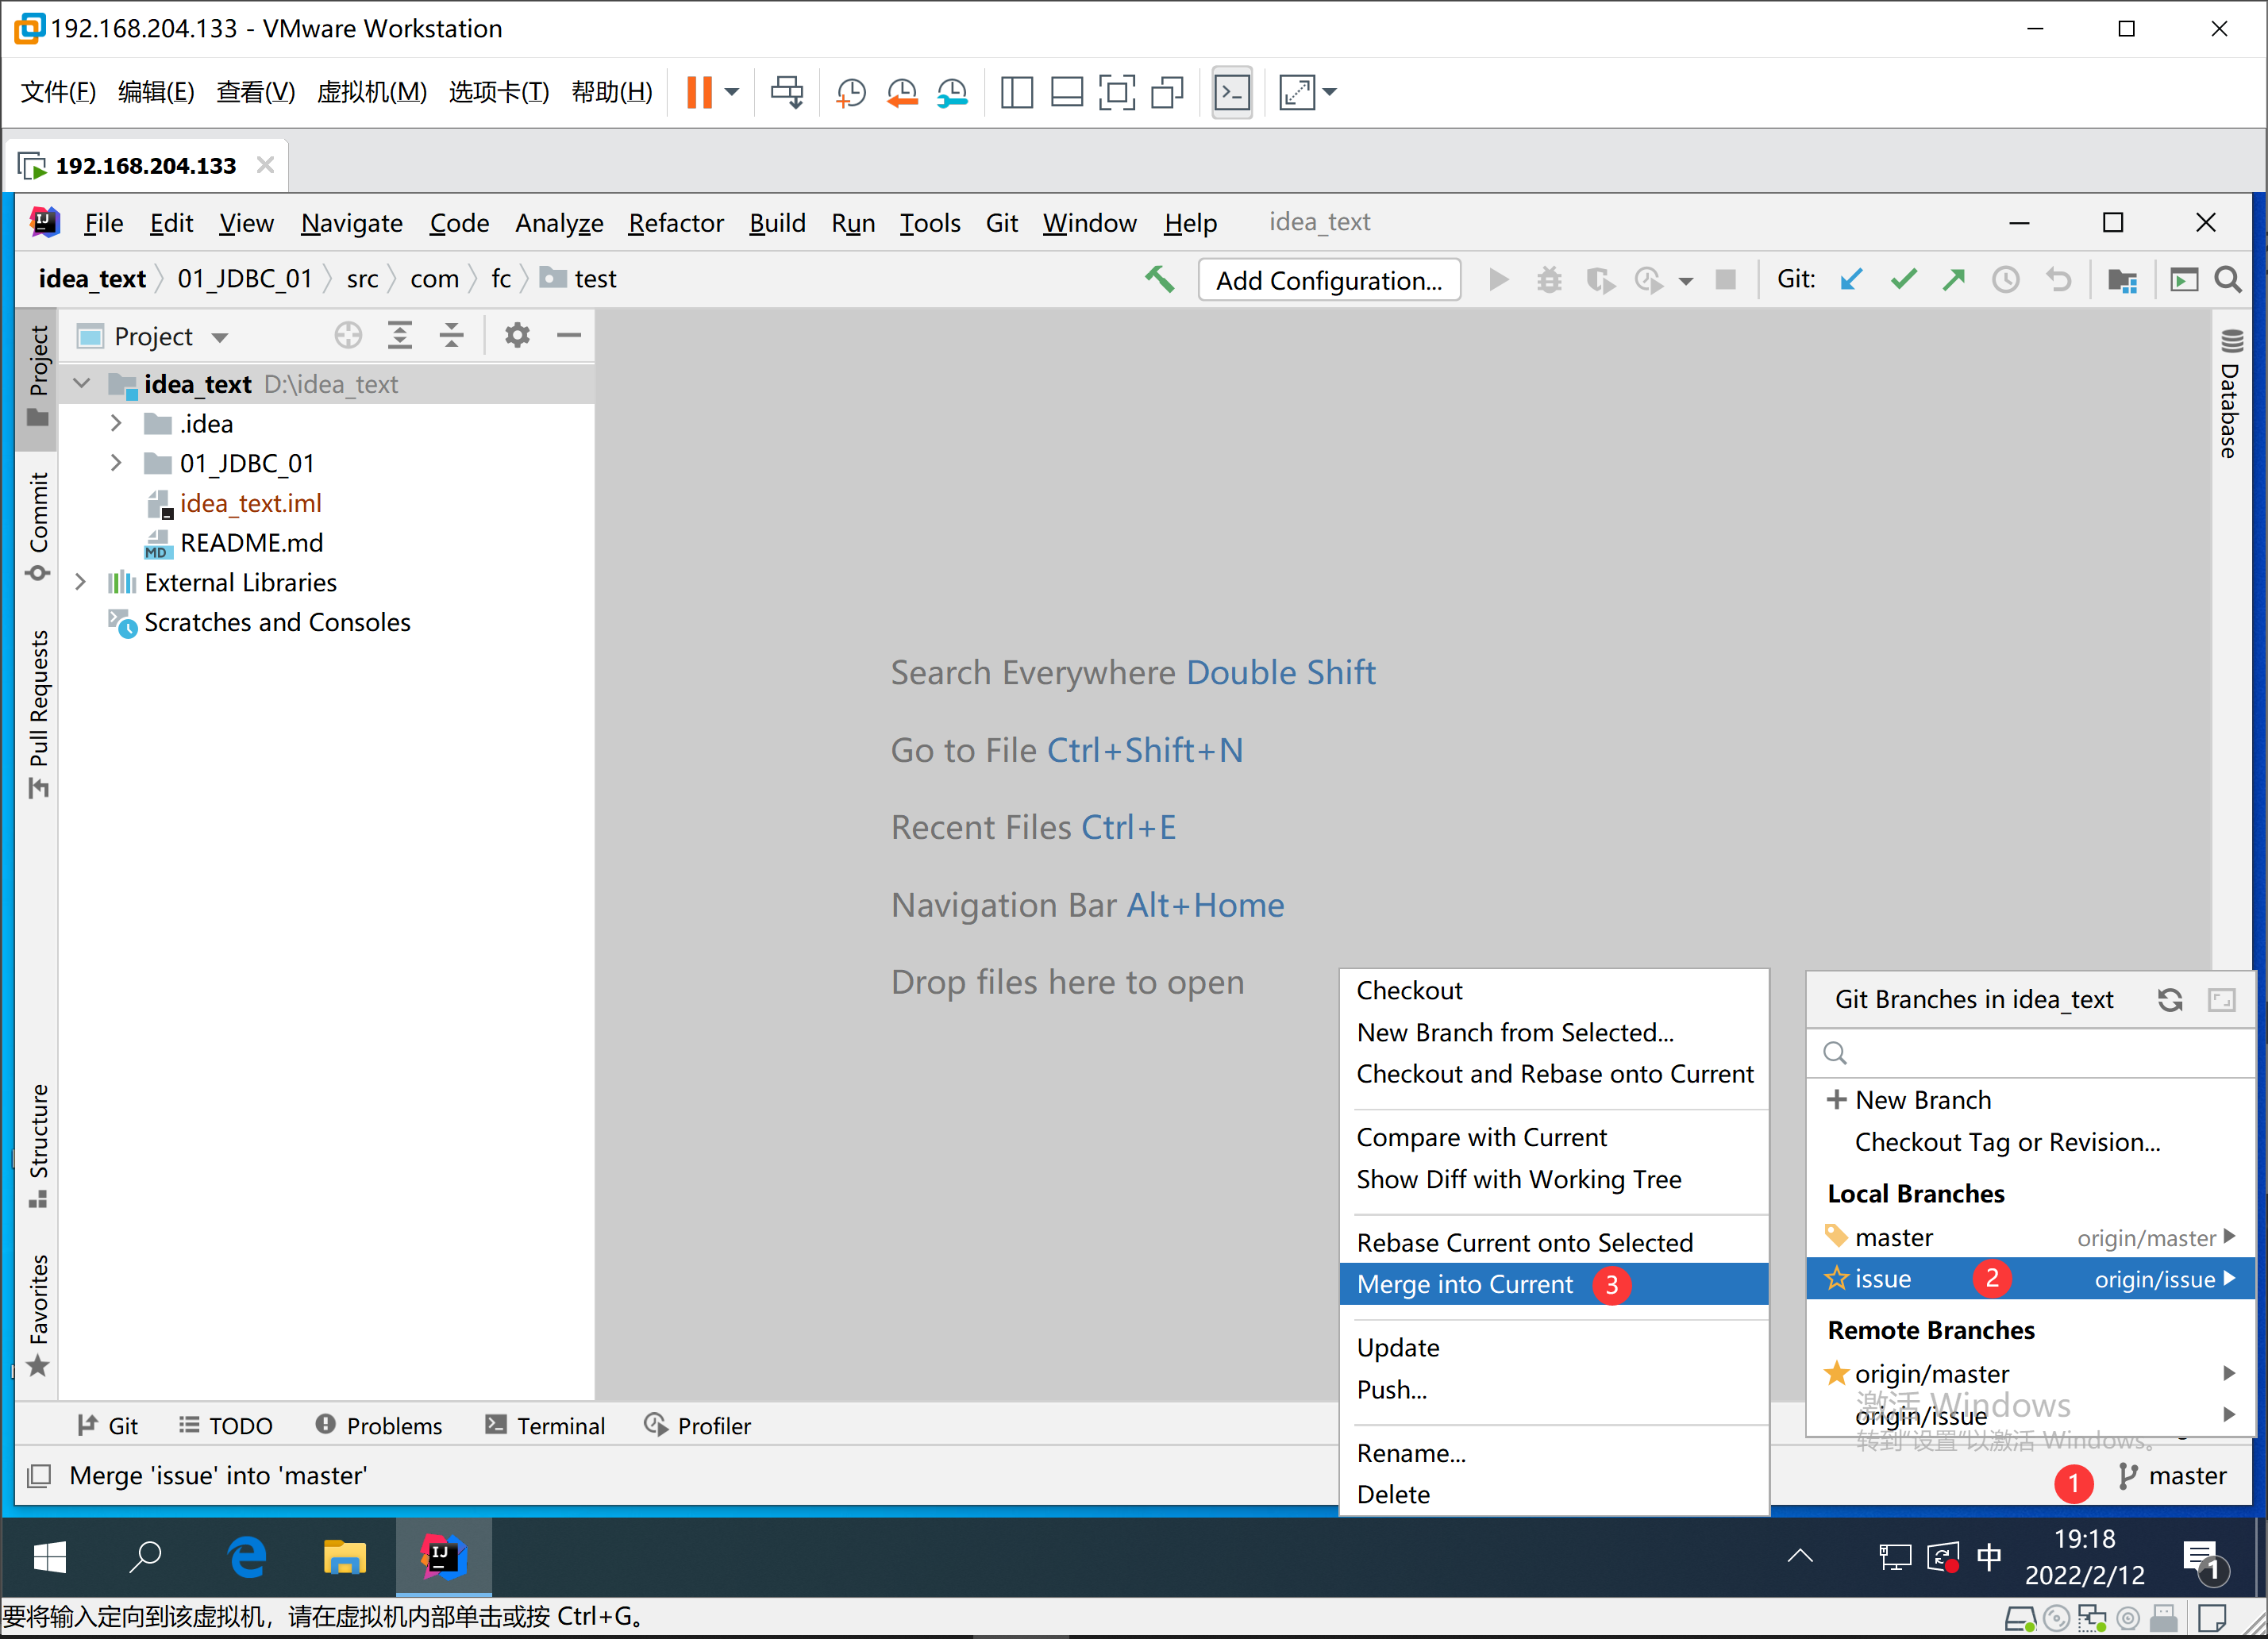 192.168.204.133 - VMware Workstation
文件(F) 编辑(E) 查看(V) 虚拟机(M) 选项卡(T) 帮助(H)
192.168.204.133
File Edit View Navigate Code Analyze Refactor Build Run Tools Git Window Help idea_text
idea_text 01_JDBC_01 src com fc test Add Configuration... Git:
Project
Project
idea_text D:\idea_text
.idea
01_JDBC_01
idea_text.iml
MD README.md
External Libraries
Scratches and Consoles
Commit
Pull Requests
Structure
Favorites
Database
Search Everywhere Double Shift
Go to File Ctrl+Shift+N
Recent Files Ctrl+E
Navigation Bar Alt+Home
Drop files here to open
Checkout
New Branch from Selected...
Checkout and Rebase onto Current
Compare with Current
Show Diff with Working Tree
Rebase Current onto Selected
Merge into Current 3
Update
Push...
Rename...
Delete
Git Branches in idea_text
New Branch
Checkout Tag or Revision...
Local Branches
master origin/master
issue 2 origin/issue
Remote Branches
origin/master
origin/issue
激活 Windows
转到"设置"以激活 Windows。
Git TODO Problems Terminal Profiler
Merge 'issue' into 'master'
1 master
中 19:18
2022/2/12
1
要将输入定向到该虚拟机，请在虚拟机内部单击或按 Ctrl+G。